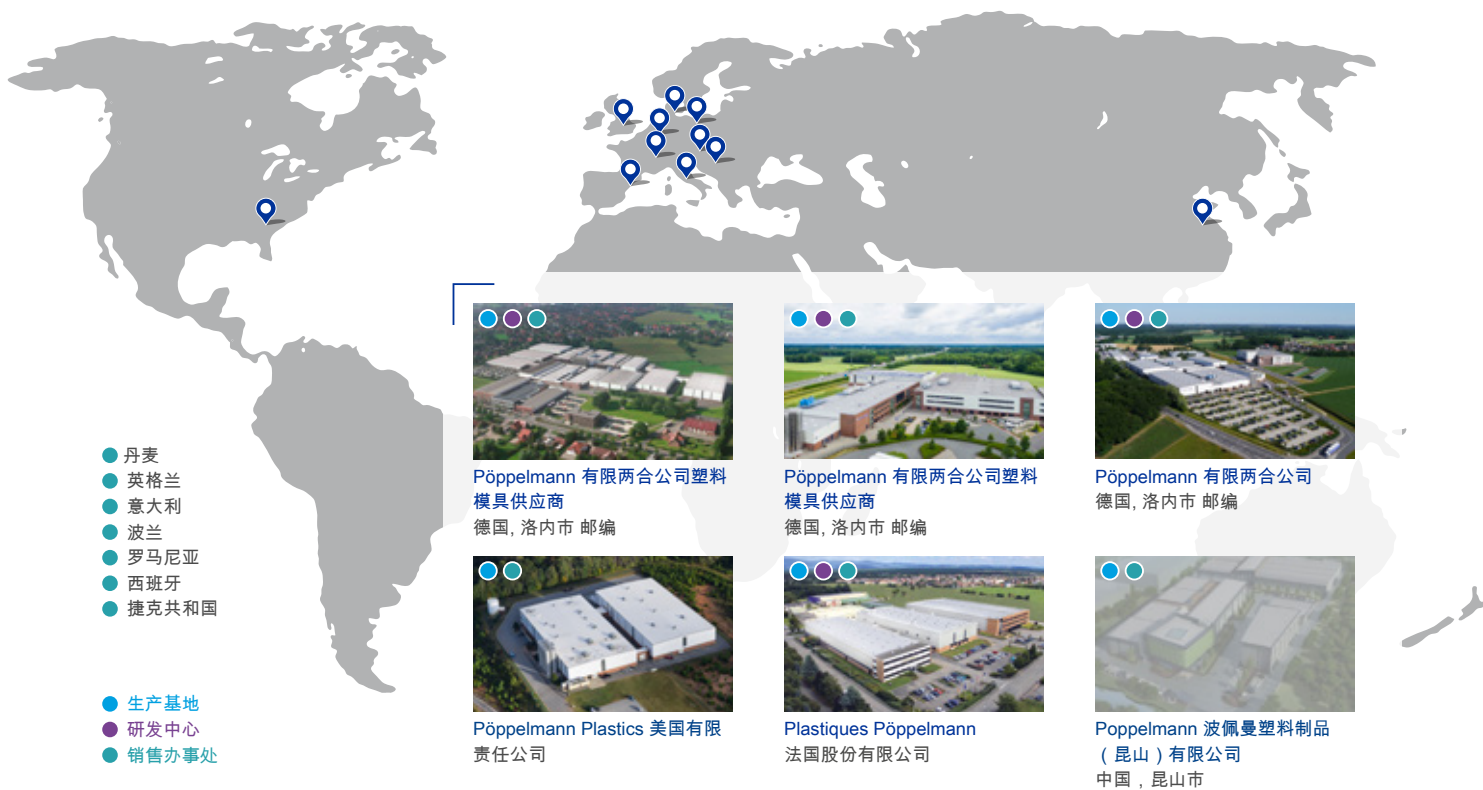 丹麦
英格兰
意大利
波兰
罗马尼亚
西班牙
捷克共和国
生产基地
研发中心
销售办事处
Pöppelmann 有限两合公司塑料
模具供应商
德国, 洛内市 邮编
Pöppelmann 有限两合公司塑料
模具供应商
德国, 洛内市 邮编
Pöppelmann 有限两合公司
德国, 洛内市 邮编
Pöppelmann Plastics 美国有限
责任公司
Plastiques Pöppelmann
法国股份有限公司
Poppelmann 波佩曼塑料制品
（昆山）有限公司
中国，昆山市